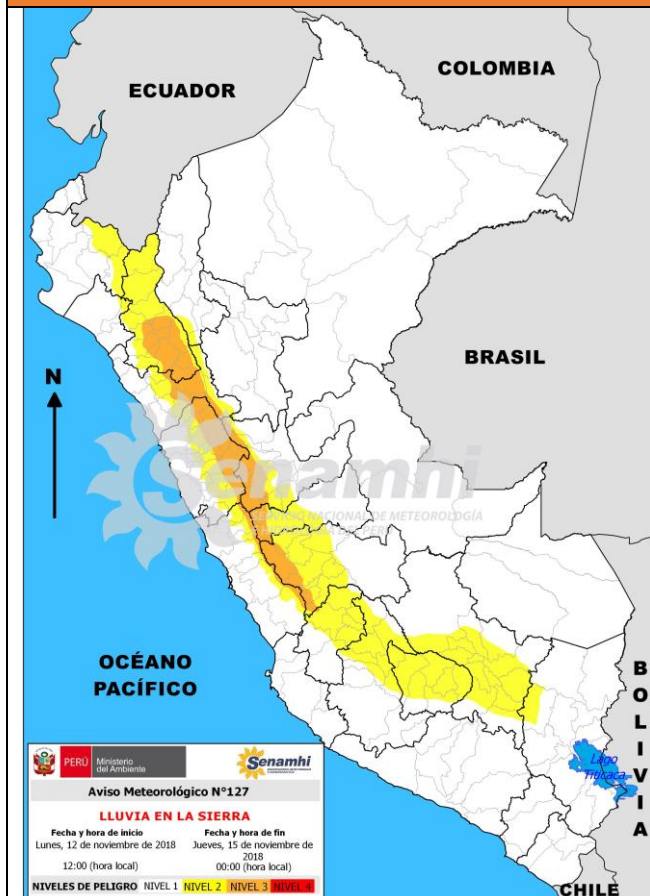 COLOMBIA
ECUADOR
BRASIL
N
Senamhi
OCÉANO
PACÍFICO
BOLIVIA
Lago
Titicaca
CHILE
PERÚ
Ministerio
del Ambiente
Senamhi
Aviso Meteorológico N°127
LLUVIA EN LA SIERRA
Fecha y hora de inicio
Lunes, 12 de noviembre de 2018
12:00 (hora local)
Fecha y hora de fin
Jueves, 15 de noviembre de
2018
00:00 (hora local)
NIVELES DE PELIGRO NIVEL 1 NIVEL 2 NIVEL 3 NIVEL 4